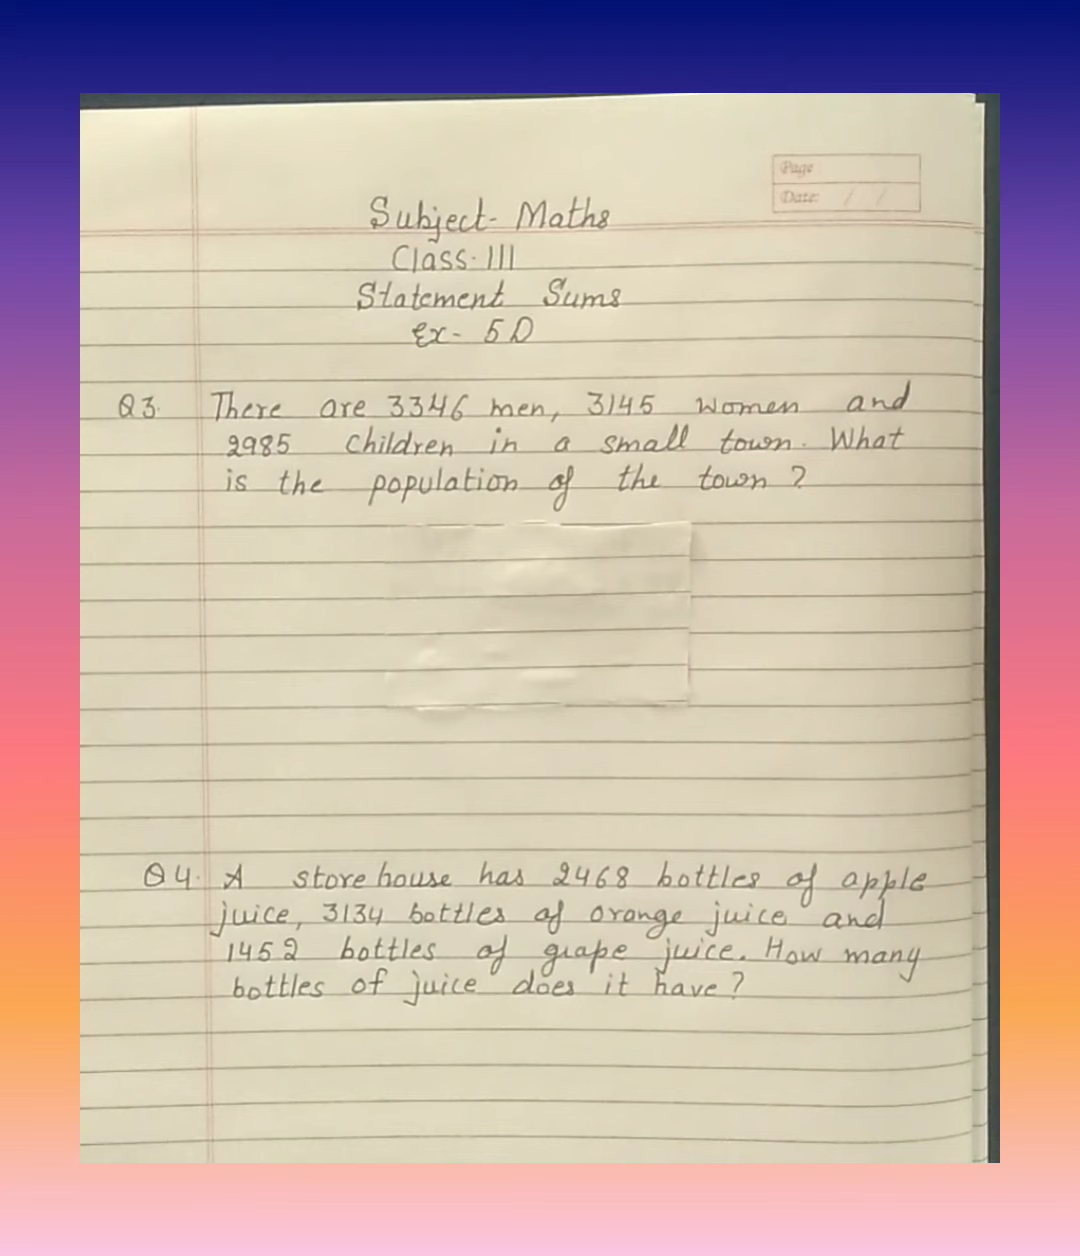 Page
Date: / /
Subject- Maths
Class-III
Statement Sums
Ex- 5D
Q3. There are 3346 men, 3145 women and
2985 children in a small town. What
is the population of the town?
Q4. A store house has 2468 bottles of apple
juice, 3134 bottles of orange juice and
1452 bottles of grape juice. How many
bottles of juice does it have?